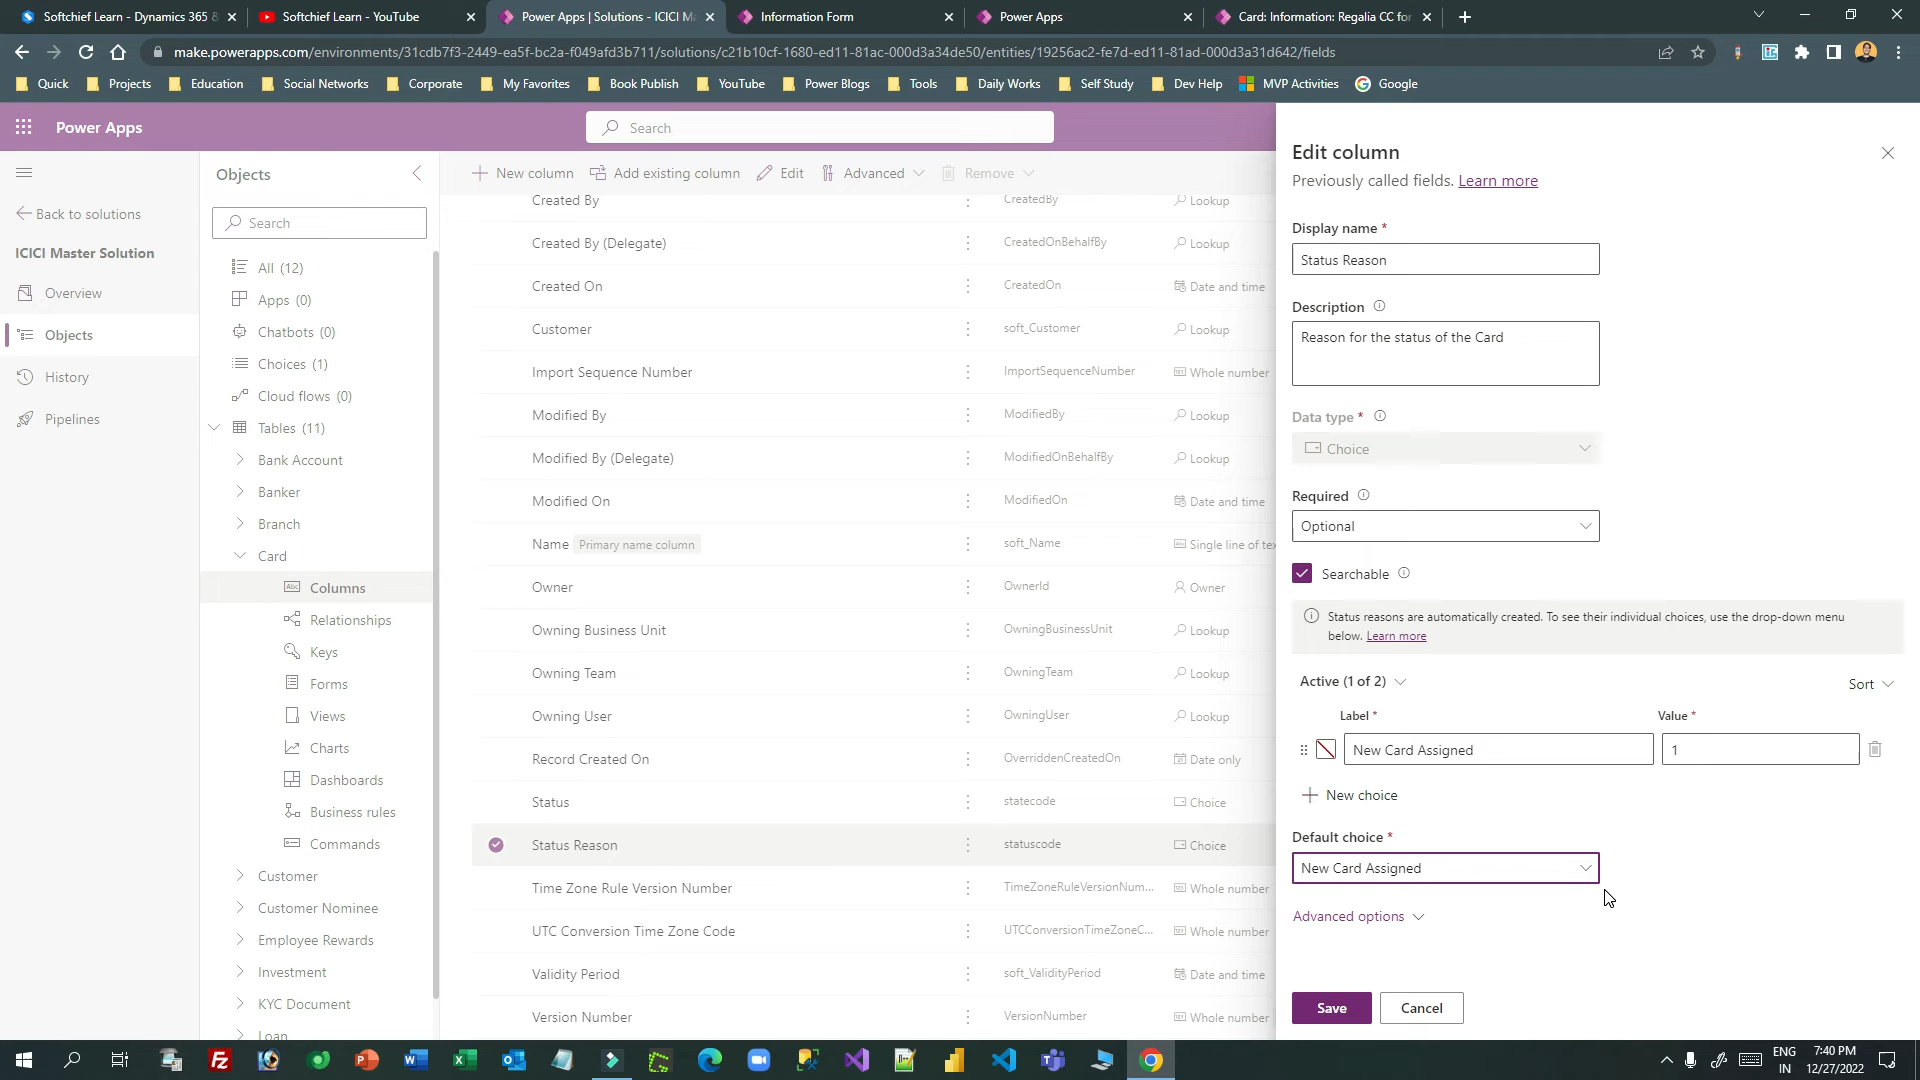 Softchief Learn - Dynamics 365 &
Softchief Learn - YouTube
Power Apps | Solutions - ICICI Ma
Information Form
Power Apps
Card: Information: Regalia CC for
make.powerapps.com/environments/31cdb7f3-2449-ea5f-bc2a-f049afd3b711/solutions/c21b10cf-1680-ed11-81ac-000d3a34de50/entities/19256ac2-fe7d-ed11-81ad-000d3a31d642/fields
Quick
Projects
Education
Social Networks
Corporate
My Favorites
Book Publish
YouTube
Power Blogs
Tools
Daily Works
Self Study
Dev Help
MVP Activities
Google
Power Apps
Search
Back to solutions
ICICI Master Solution
Overview
Objects
History
Pipelines
Objects
Search
All (12)
Apps (0)
Chatbots (0)
Choices (1)
Cloud flows (0)
Tables (11)
Bank Account
Banker
Branch
Card
Columns
Relationships
Keys
Forms
Views
Charts
Dashboards
Business rules
Commands
Customer
Customer Nominee
Employee Rewards
Investment
KYC Document
Loan
New column
Add existing column
Edit
Advanced
Remove
Created By CreatedBy Lookup
Created By (Delegate) CreatedOnBehalfBy Lookup
Created On CreatedOn Date and time
Customer soft_Customer Lookup
Import Sequence Number ImportSequenceNumber Whole number
Modified By ModifiedBy Lookup
Modified By (Delegate) ModifiedOnBehalfBy Lookup
Modified On ModifiedOn Date and time
Name Primary name column soft_Name Single line of tex
Owner OwnerId Owner
Owning Business Unit OwningBusinessUnit Lookup
Owning Team OwningTeam Lookup
Owning User OwningUser Lookup
Record Created On OverriddenCreatedOn Date only
Status statecode Choice
Status Reason statuscode Choice
Time Zone Rule Version Number TimeZoneRuleVersionNum... Whole number
UTC Conversion Time Zone Code UTCConversionTimeZoneC... Whole number
Validity Period soft_ValidityPeriod Date and time
Version Number VersionNumber Whole number
Edit column
Previously called fields. Learn more
Display name *
Status Reason
Description
Reason for the status of the Card
Data type *
Choice
Required
Optional
Searchable
Status reasons are automatically created. To see their individual choices, use the drop-down menu
below. Learn more
Active (1 of 2)
Sort
Label * Value *
New Card Assigned 1
New choice
Default choice *
New Card Assigned
Advanced options
Save
Cancel
ENG
IN
7:40 PM
12/27/2022